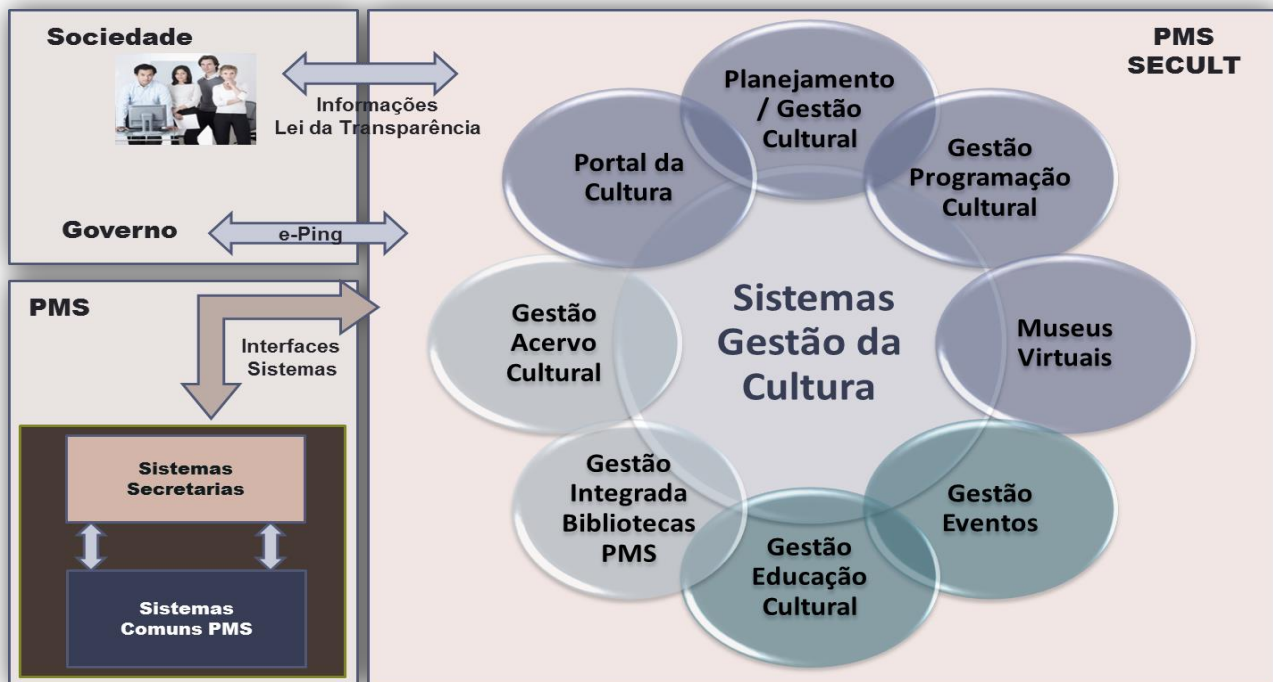 Sociedade
Informações
Lei da Transparência
Governo
e-Ping
PMS
Interfaces
Sistemas
Sistemas
Secretarias
Sistemas
Comuns PMS
PMS
SECULT
Planejamento
/ Gestão
Cultural
Gestão
Programação
Cultural
Museus
Virtuais
Gestão
Eventos
Gestão
Educação
Cultural
Gestão
Integrada
Bibliotecas
PMS
Gestão
Acervo
Cultural
Portal da
Cultura
Sistemas
Gestão da
Cultura